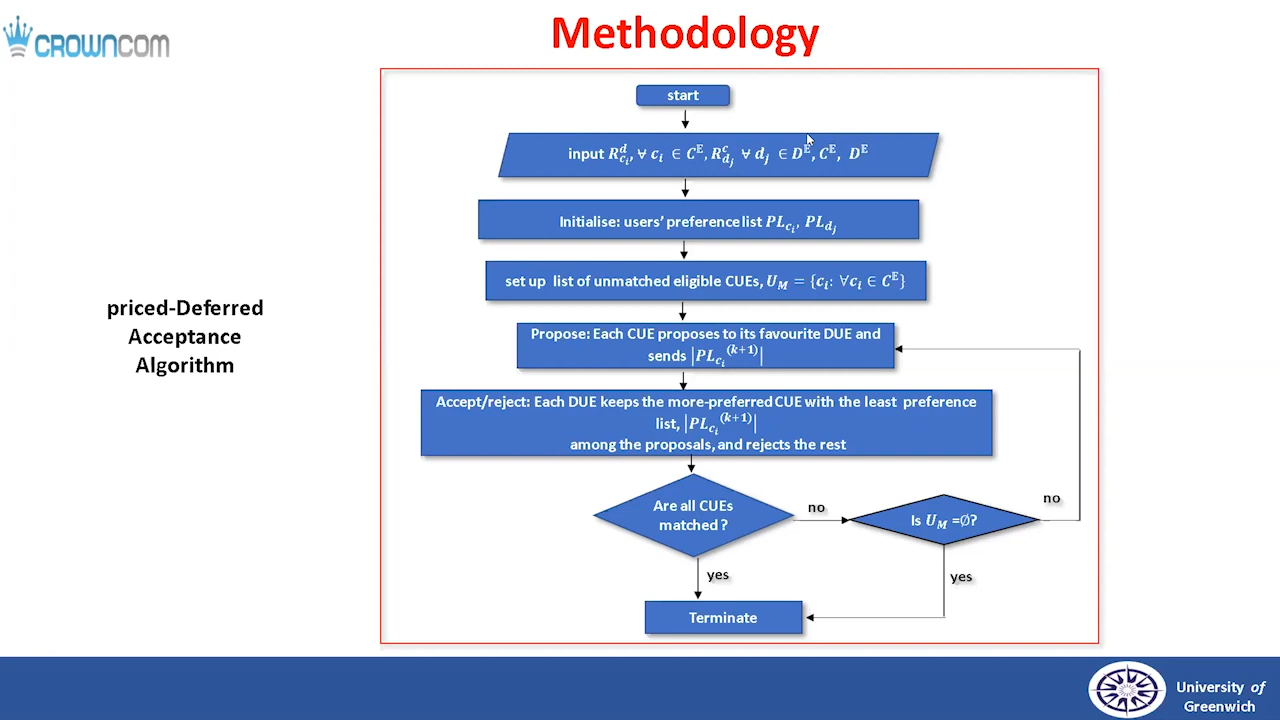 CROWNCOM
Methodology
priced-Deferred
Acceptance
Algorithm
start
input R_{c_i}^{d}, ∀ c_i ∈ C^𝔼, R_{d_j}^{c} ∀ d_j ∈ D^𝔼, C^𝔼, D^𝔼
Initialise: users' preference list PL_{c_i}, PL_{d_j}
set up list of unmatched eligible CUEs, U_M = {c_i: ∀c_i ∈ C^𝔼}
Propose: Each CUE proposes to its favourite DUE and
sends |PL_{c_i}^{(k+1)}|
Accept/reject: Each DUE keeps the more-preferred CUE with the least preference
list, |PL_{c_i}^{(k+1)}|
among the proposals, and rejects the rest
Are all CUEs
matched ?
no
Is U_M =∅?
no
yes
yes
Terminate
University of
Greenwich